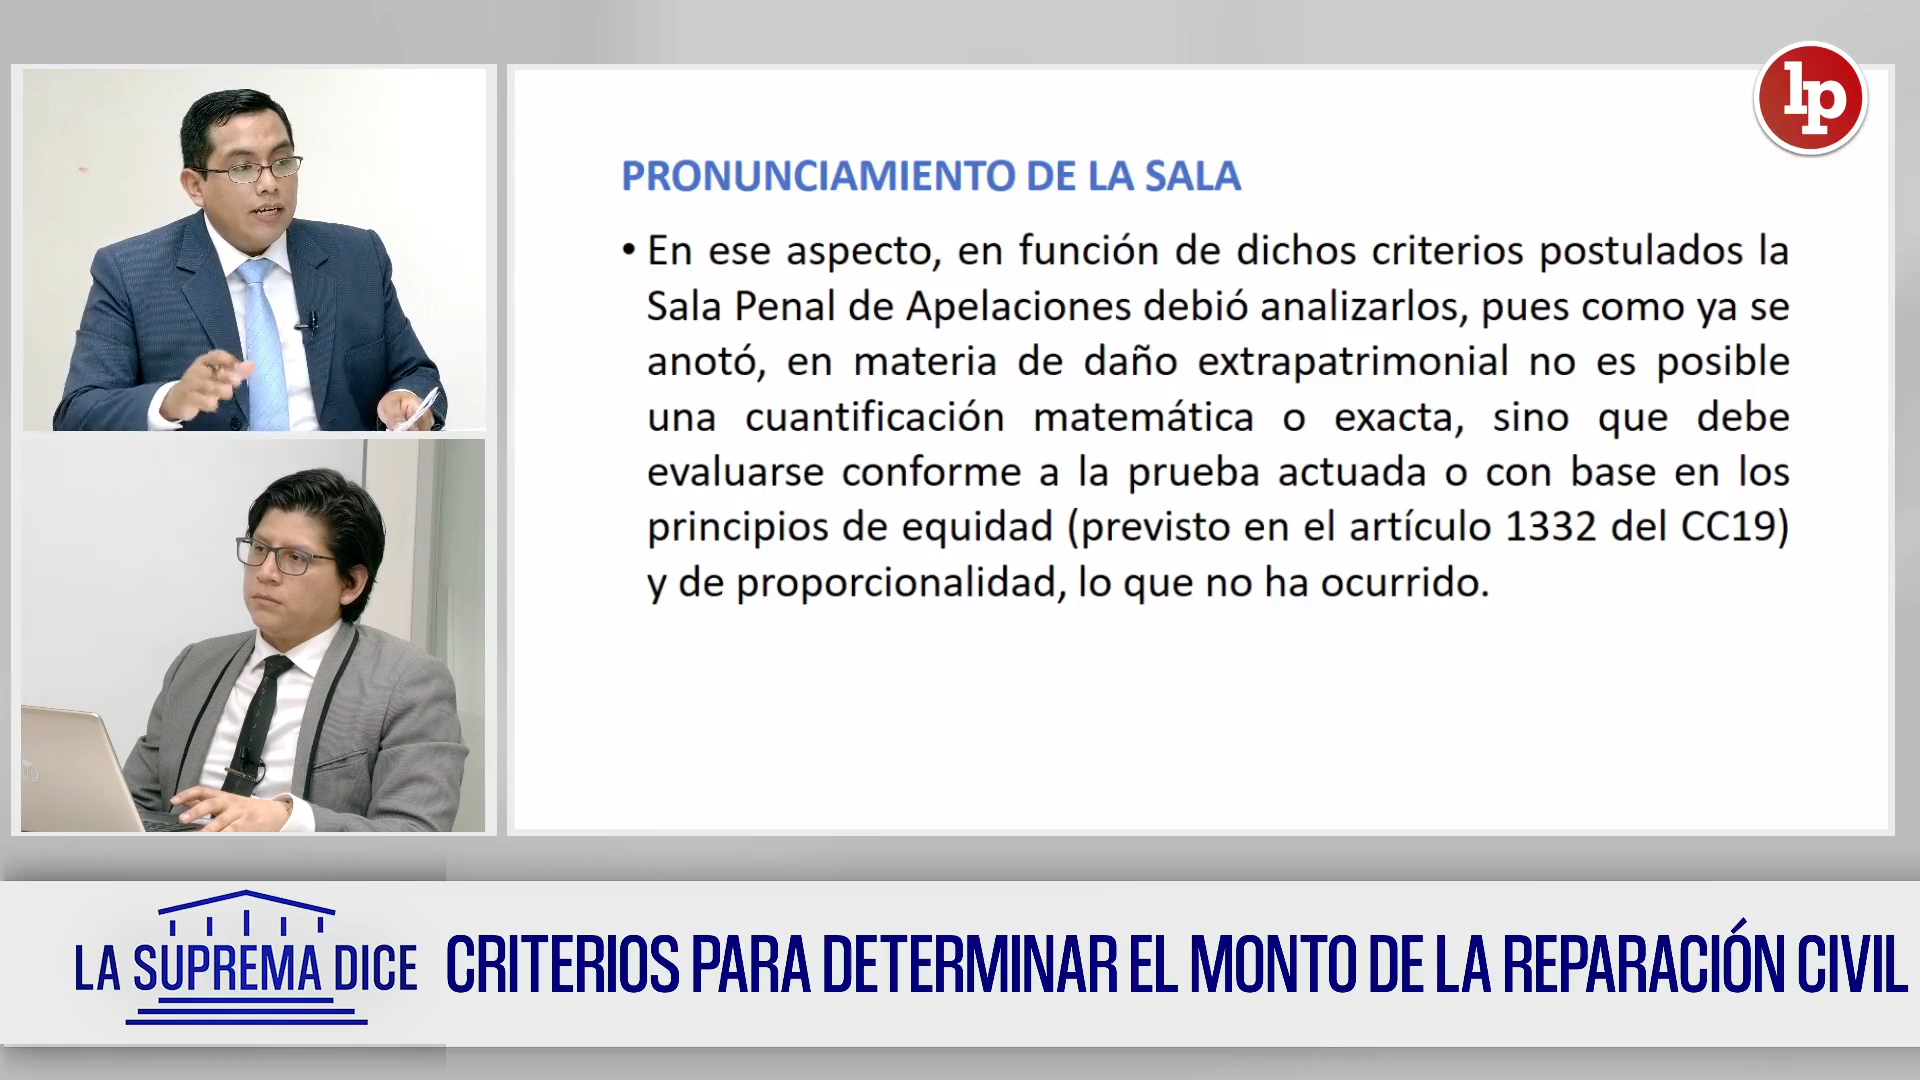 lp
PRONUNCIAMIENTO DE LA SALA
• En ese aspecto, en función de dichos criterios postulados la
Sala Penal de Apelaciones debió analizarlos, pues como ya se
anotó, en materia de daño extrapatrimonial no es posible
una cuantificación matemática o exacta, sino que debe
evaluarse conforme a la prueba actuada o con base en los
principios de equidad (previsto en el artículo 1332 del CC19)
y de proporcionalidad, lo que no ha ocurrido.
LA SUPREMA DICE
CRITERIOS PARA DETERMINAR EL MONTO DE LA REPARACIÓN CIVIL